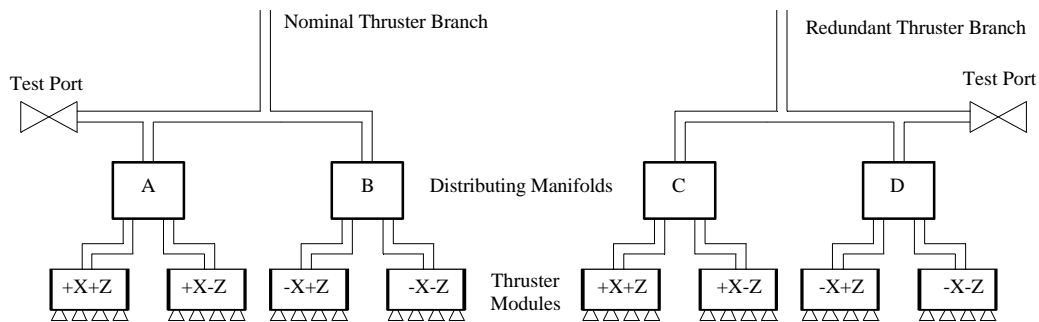 Nominal Thruster Branch
Redundant Thruster Branch
Test Port
Test Port
A
B
Distributing Manifolds
C
D
+X+Z
+X-Z
-X+Z
-X-Z
Thruster
Modules
+X+Z
+X-Z
-X+Z
-X-Z